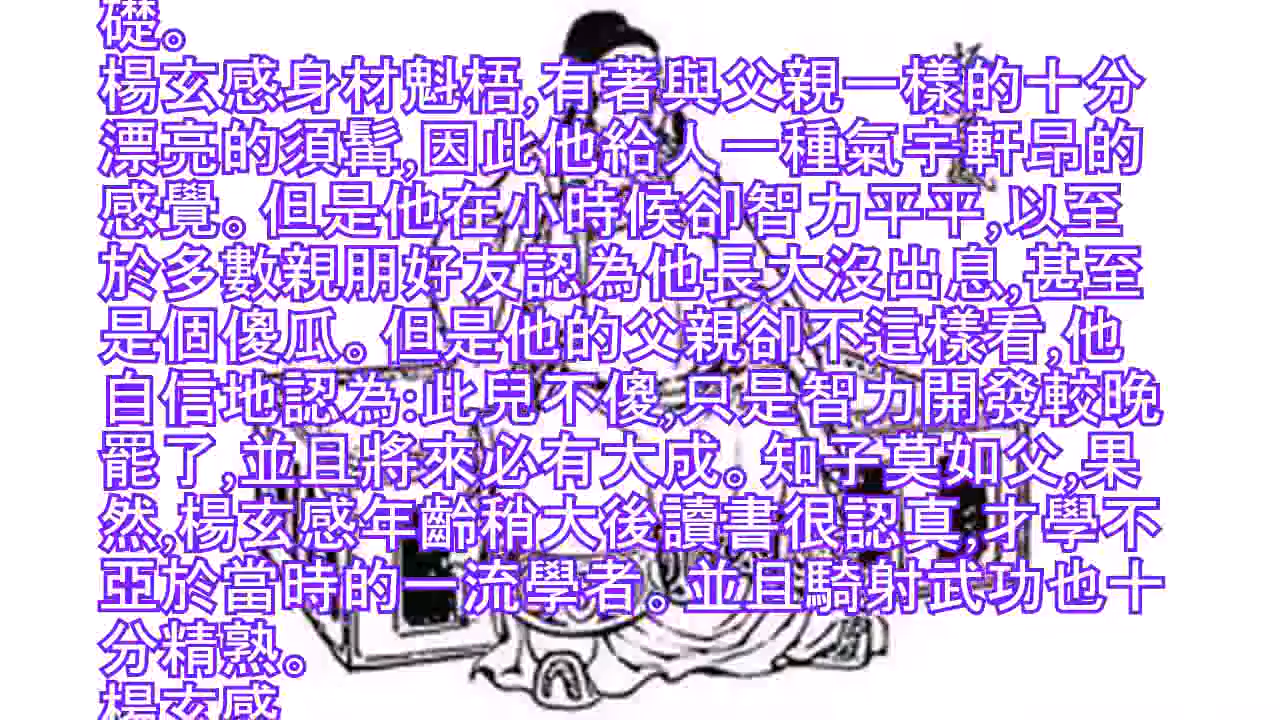 礎。
楊玄感身材魁梧,有著與父親一樣的十分
漂亮的須髯,因此他給人一種氣宇軒昂的
感覺。但是他在小時候卻智力平平,以至
於多數親朋好友認為他長大沒出息,甚至
是個傻瓜。但是他的父親卻不這樣看,他
自信地認為:此兒不傻,只是智力開發較晚
罷了,並且將來必有大成。知子莫如父,果
然,楊玄感年齡稍大後讀書很認真,才學不
亞於當時的一流學者。並且騎射武功也十
分精熟。
楊玄感